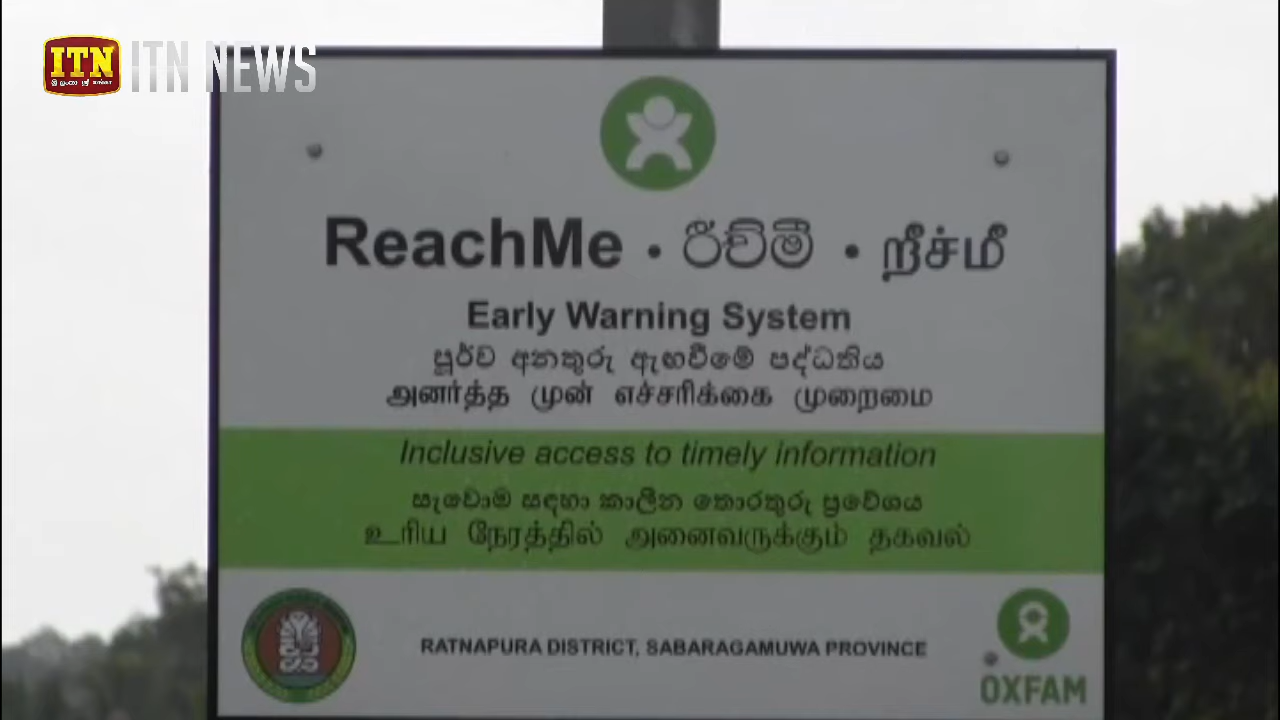 ITN
ශ්‍රී ලංකා
ITN NEWS
ReachMe • රීච්මී • றீச்மீ
Early Warning System
පූර්ව අනතුරු ඇඟවීමේ පද්ධතිය
அனர்த்த முன் எச்சரிக்கை முறைமை
Inclusive access to timely information
සැවොම සඳහා කාලීන තොරතුරු ප්‍රවේශය
உரிய நேரத்தில் அனைவருக்கும் தகவல்
RATNAPURA DISTRICT, SABARAGAMUWA PROVINCE
OXFAM